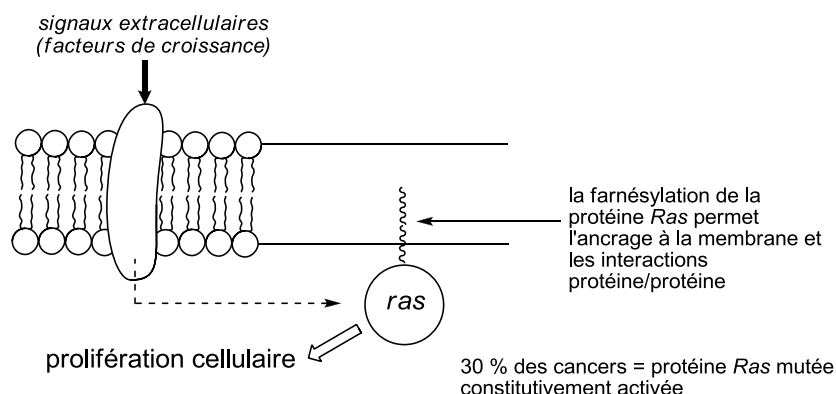 signaux extracellulaires
(facteurs de croissance)
la farnésylation de la
protéine Ras permet
l'ancrage à la membrane et
les interactions
protéine/protéine
ras
prolifération cellulaire
30 % des cancers = protéine Ras mutée
constitutivement activée